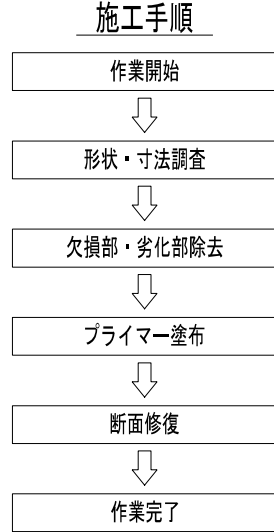 施工手順
作業開始
形状・寸法調査
欠損部・劣化部除去
プライマー塗布
断面修復
作業完了